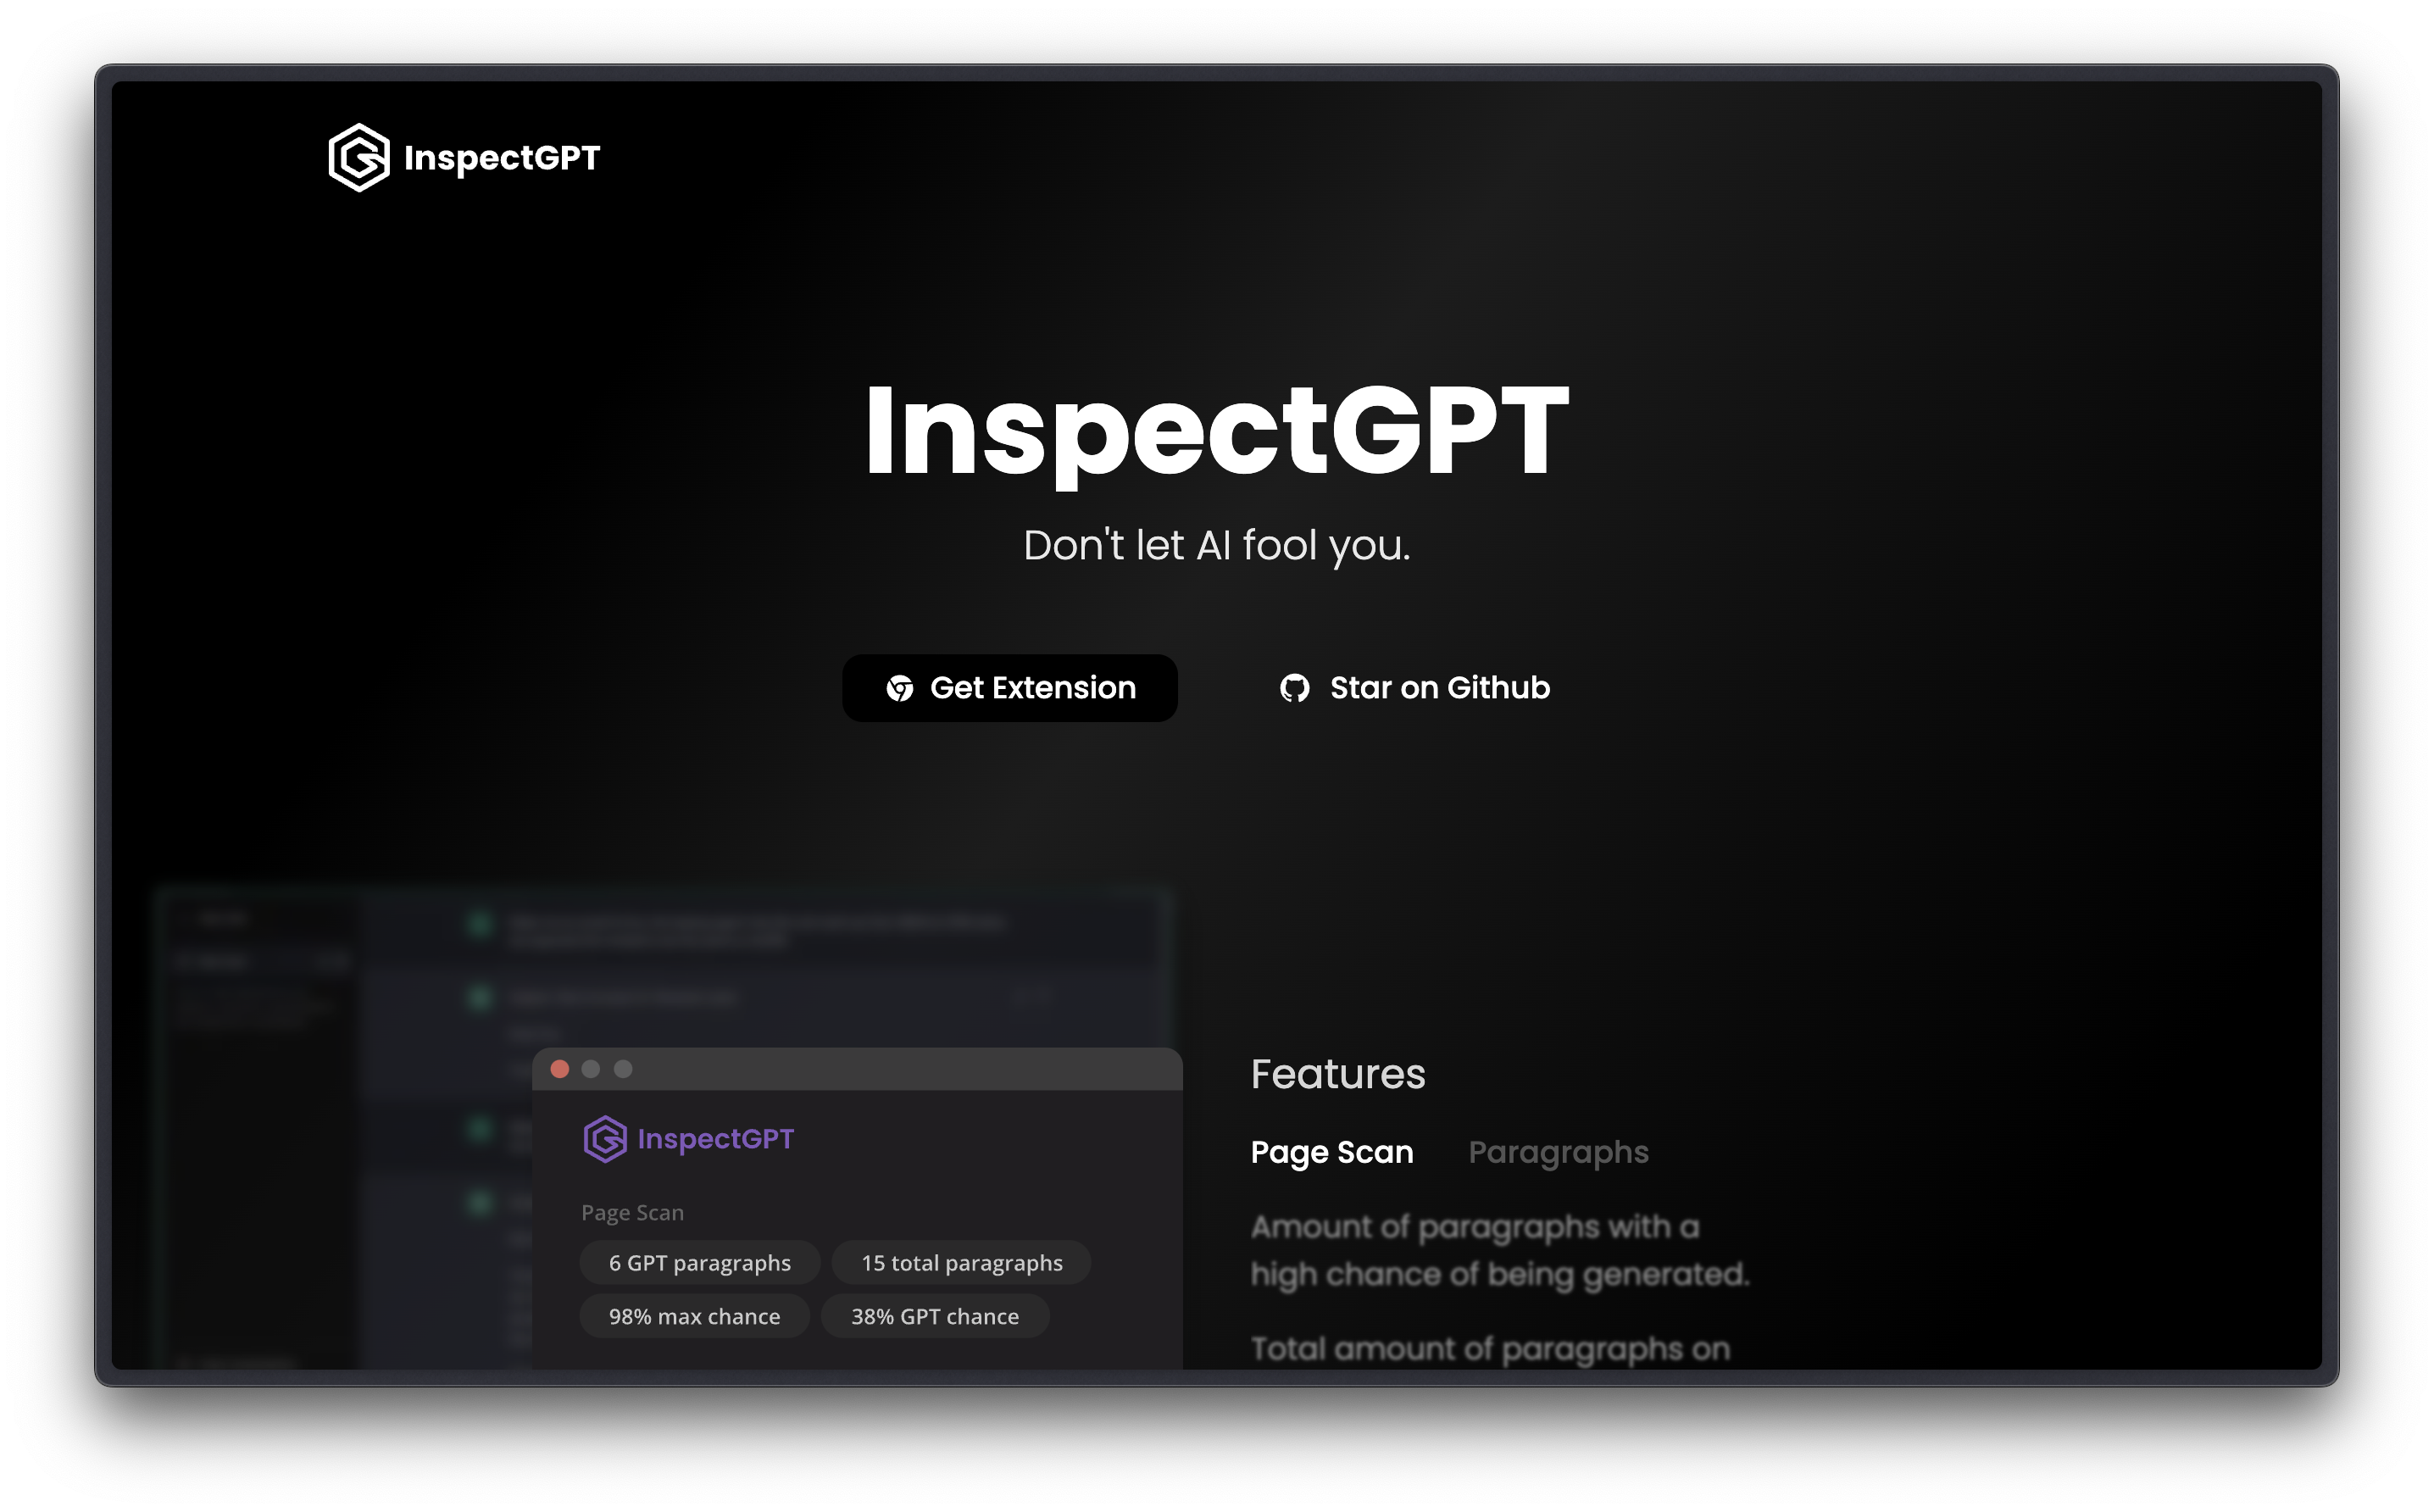 InspectGPT
InspectGPT
Don't let AI fool you.
Get Extension
Star on Github
InspectGPT
Page Scan
6 GPT paragraphs
15 total paragraphs
98% max chance
38% GPT chance
Features
Page Scan
Paragraphs
Amount of paragraphs with a
high chance of being generated.
Total amount of paragraphs on